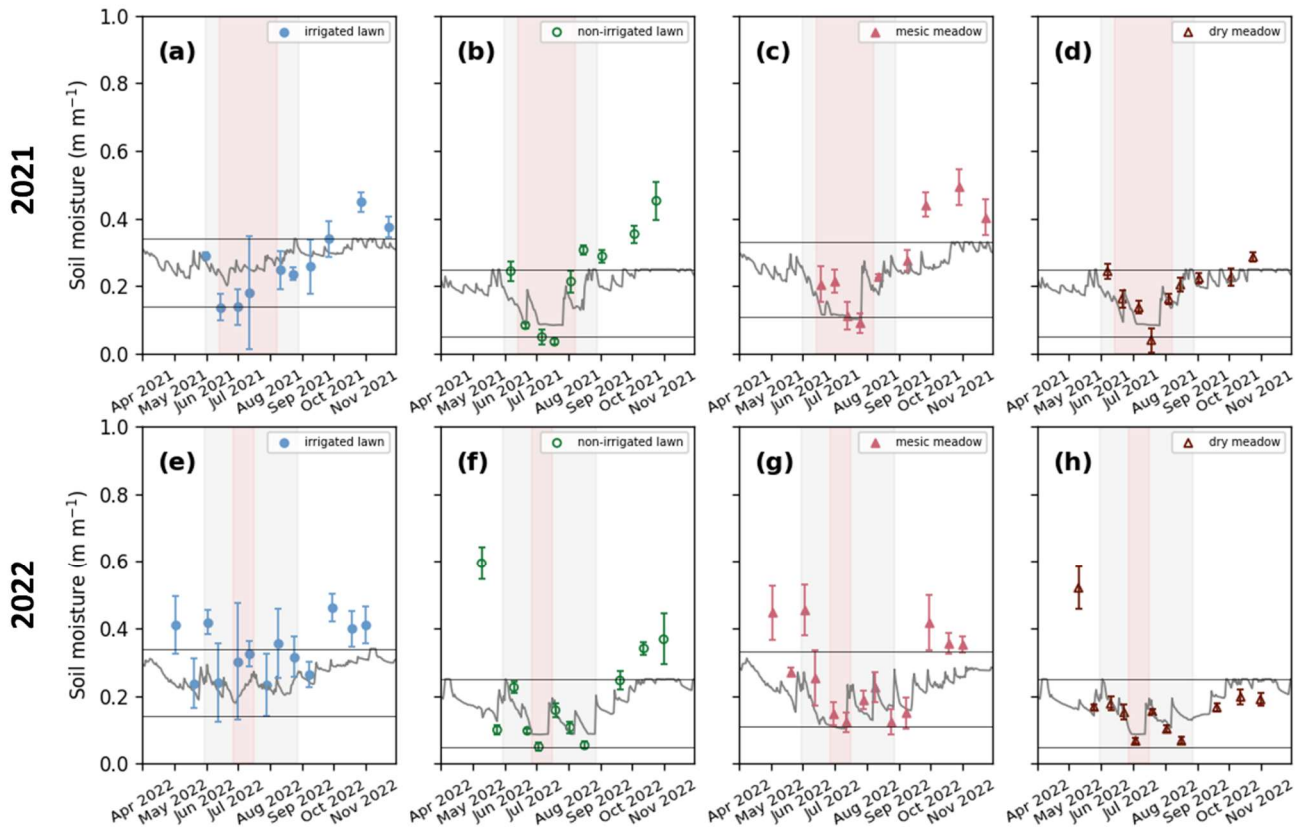 2021
Soil moisture (m m⁻¹)
1.0
0.8
0.6
0.4
0.2
0.0
(a)
irrigated lawn
Apr 2021
May 2021
Jun 2021
Jul 2021
Aug 2021
Sep 2021
Oct 2021
Nov 2021
(b)
non-irrigated lawn
Apr 2021
May 2021
Jun 2021
Jul 2021
Aug 2021
Sep 2021
Oct 2021
Nov 2021
(c)
mesic meadow
Apr 2021
May 2021
Jun 2021
Jul 2021
Aug 2021
Sep 2021
Oct 2021
Nov 2021
(d)
dry meadow
Apr 2021
May 2021
Jun 2021
Jul 2021
Aug 2021
Sep 2021
Oct 2021
Nov 2021
2022
Soil moisture (m m⁻¹)
1.0
0.8
0.6
0.4
0.2
0.0
(e)
irrigated lawn
Apr 2022
May 2022
Jun 2022
Jul 2022
Aug 2022
Sep 2022
Oct 2022
Nov 2022
(f)
non-irrigated lawn
Apr 2022
May 2022
Jun 2022
Jul 2022
Aug 2022
Sep 2022
Oct 2022
Nov 2022
(g)
mesic meadow
Apr 2022
May 2022
Jun 2022
Jul 2022
Aug 2022
Sep 2022
Oct 2022
Nov 2022
(h)
dry meadow
Apr 2022
May 2022
Jun 2022
Jul 2022
Aug 2022
Sep 2022
Oct 2022
Nov 2022